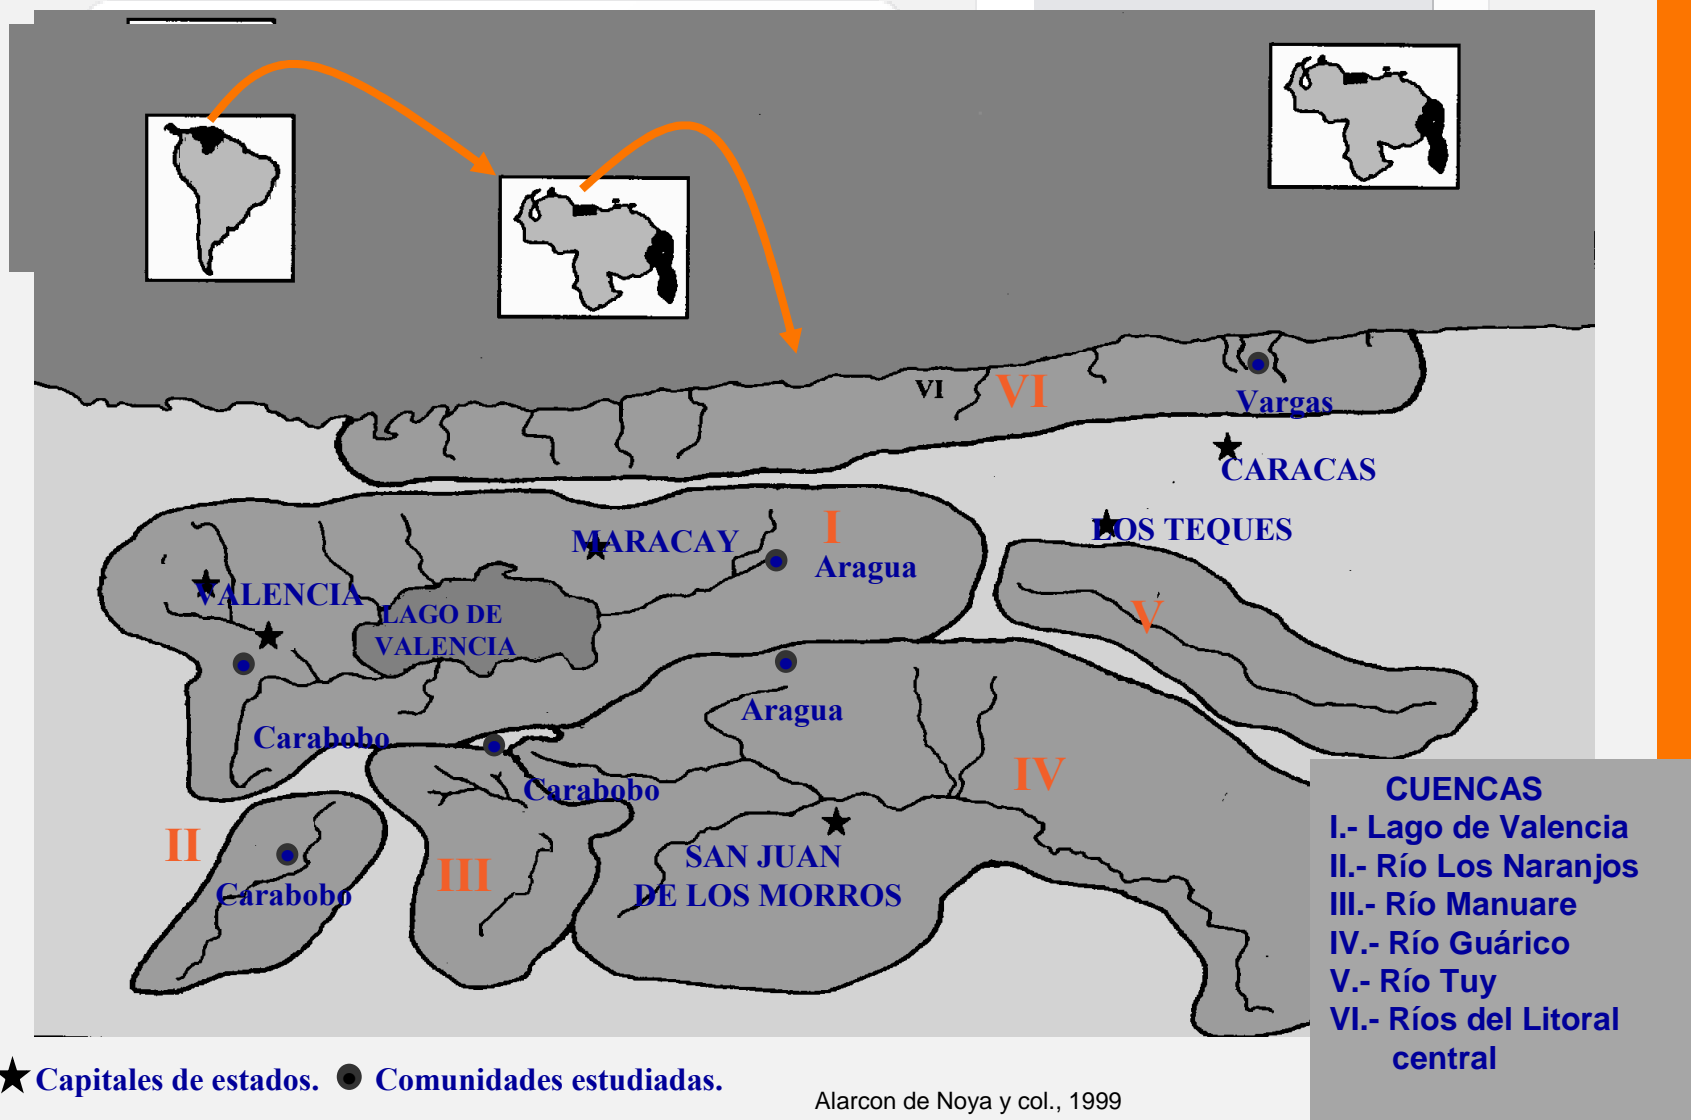 VI
VI
Vargas
CARACAS
LOS TEQUES
I
MARACAY
Aragua
VALENCIA
LAGO DE
VALENCIA
V
Aragua
Carabobo
IV
Carabobo
II
III
SAN JUAN
DE LOS MORROS
Carabobo
CUENCAS
I.- Lago de Valencia
II.- Río Los Naranjos
III.- Río Manuare
IV.- Río Guárico
V.- Río Tuy
VI.- Ríos del Litoral
central
Capitales de estados.
Comunidades estudiadas.
Alarcon de Noya y col., 1999